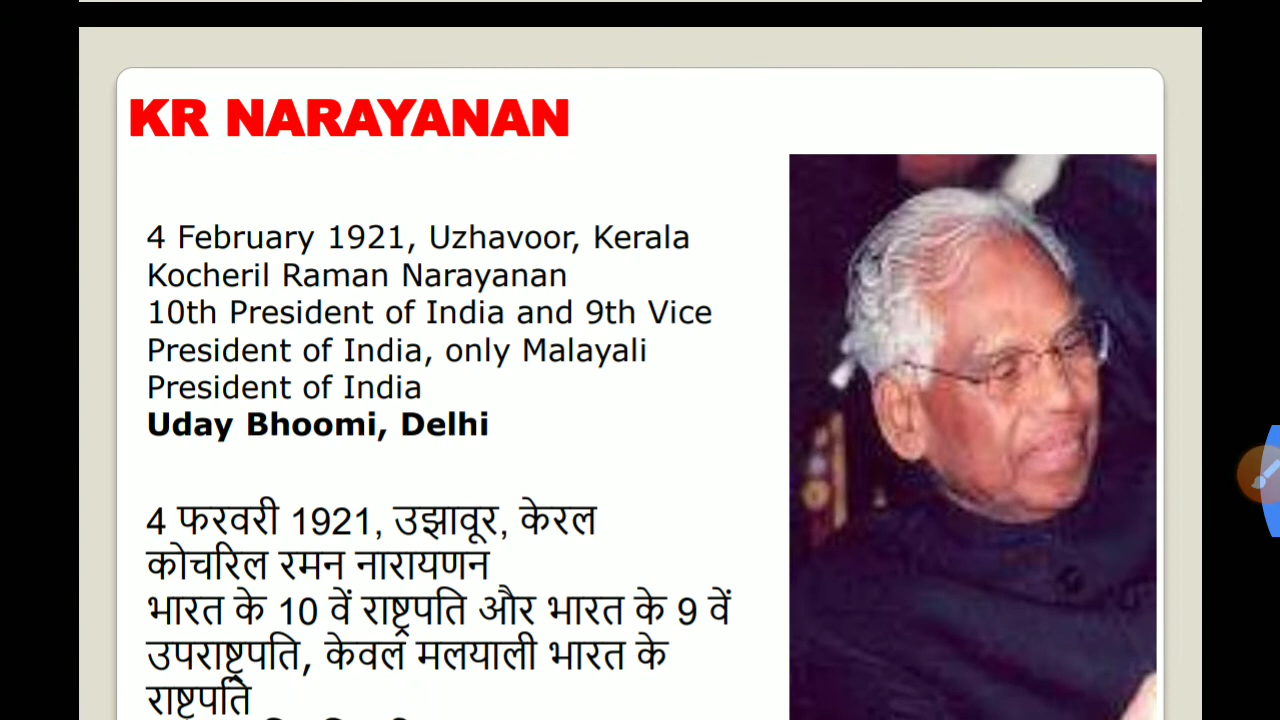 KR NARAYANAN
4 February 1921, Uzhavoor, Kerala
Kocheril Raman Narayanan
10th President of India and 9th Vice
President of India, only Malayali
President of India
Uday Bhoomi, Delhi
4 फरवरी 1921, उझावूर, केरल
कोचरिल रमन नारायणन
भारत के 10 वें राष्ट्रपति और भारत के 9 वें
उपराष्ट्रपति, केवल मलयाली भारत के
राष्ट्रपति